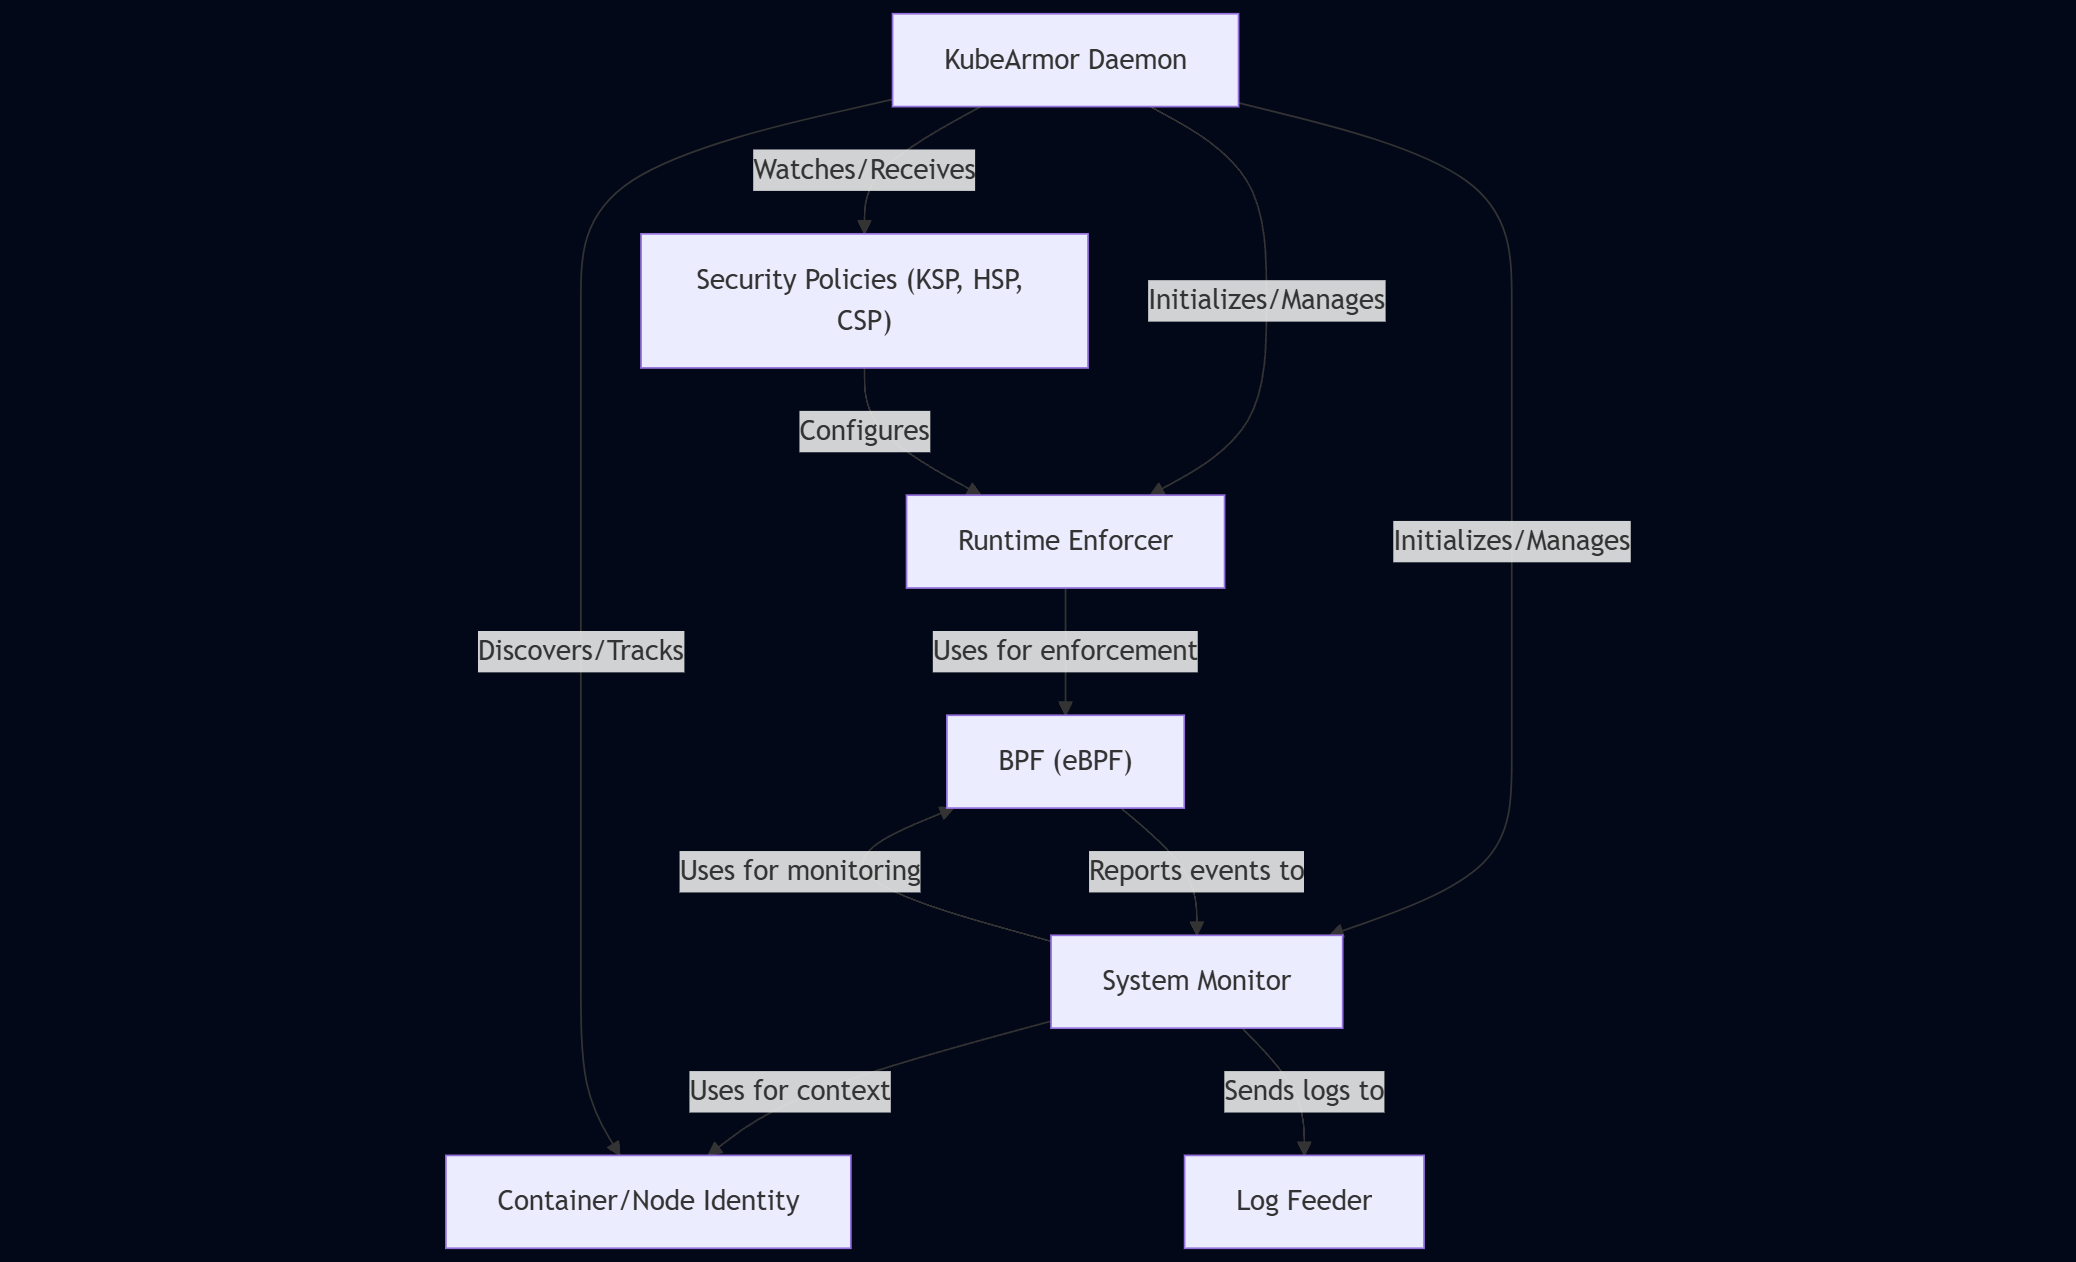 KubeArmor Daemon
Watches/Receives
Security Policies (KSP, HSP,
CSP)
Initializes/Manages
Configures
Runtime Enforcer
Initializes/Manages
Discovers/Tracks
Uses for enforcement
BPF (eBPF)
Uses for monitoring
Reports events to
System Monitor
Uses for context
Sends logs to
Container/Node Identity
Log Feeder